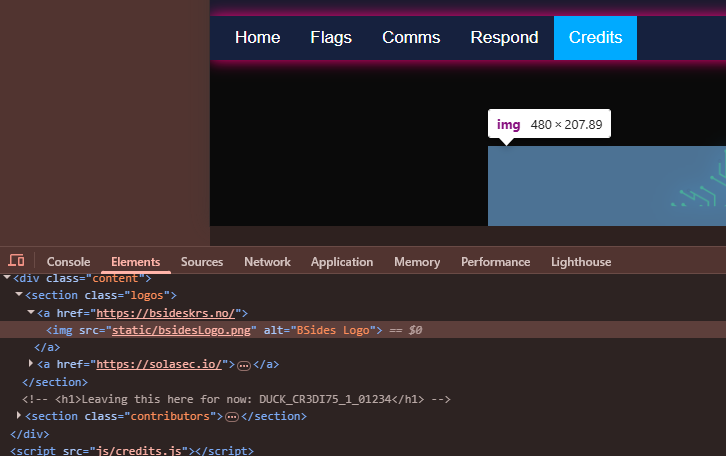 Home Flags Comms Respond Credits
img 480 × 207.89
Console Elements Sources Network Application Memory Performance Lighthouse
<div class="content">
<section class="logos">
<a href="https://bsideskrs.no/">
<img src="static/bsidesLogo.png" alt="BSides Logo"> == $0
</a>
<a href="https://solasec.io/">…</a>
</section>
<!-- <h1>Leaving this here for now: DUCK_CR3DI75_1_01234</h1> -->
<section class="contributors">…</section>
</div>
<script src="js/credits.js"></script>